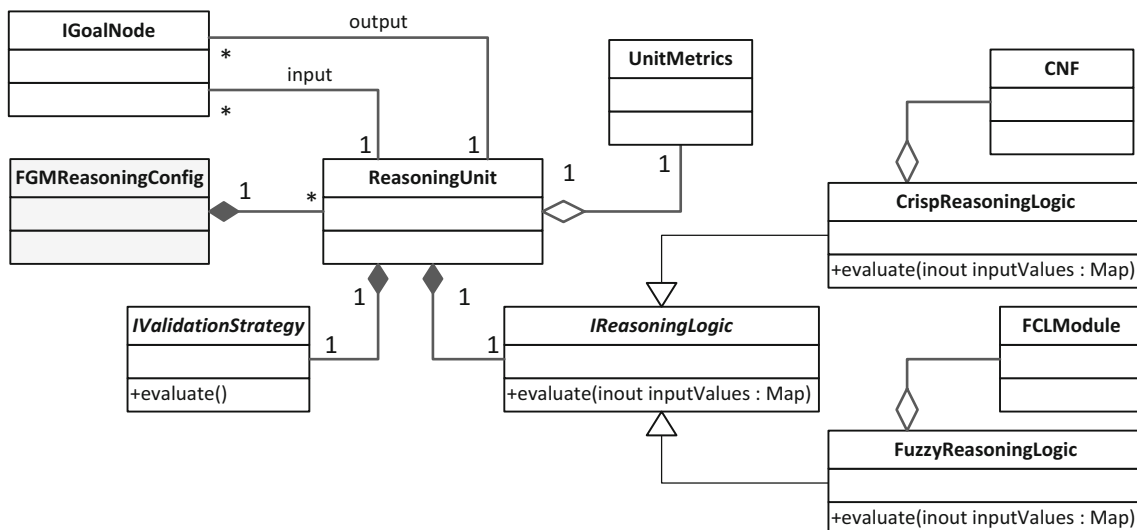 IGoalNode
output
*
input
*
1
1
UnitMetrics
1
CNF
FGMReasoningConfig
1
*
ReasoningUnit
1
CrispReasoningLogic
+evaluate(inout inputValues : Map)
1
1
IValidationStrategy
1
+evaluate()
1
IReasoningLogic
+evaluate(inout inputValues : Map)
FCLModule
FuzzyReasoningLogic
+evaluate(inout inputValues : Map)